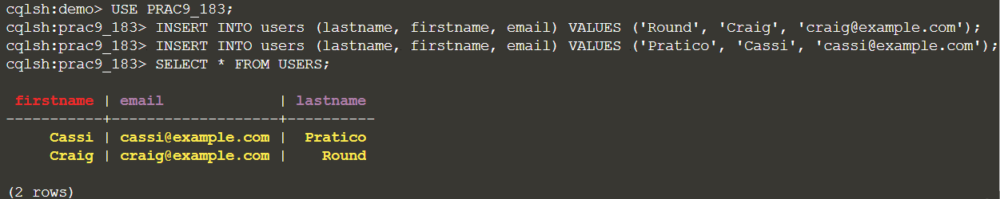 cqlsh:demo> USE PRAC9_183;
cqlsh:prac9_183> INSERT INTO users (lastname, firstname, email) VALUES ('Round', 'Craig', 'craig@example.com');
cqlsh:prac9_183> INSERT INTO users (lastname, firstname, email) VALUES ('Pratico', 'Cassi', 'cassi@example.com');
cqlsh:prac9_183> SELECT * FROM USERS;
 firstname | email             | lastname
-----------+-------------------+----------
     Cassi | cassi@example.com |  Pratico
     Craig | craig@example.com |    Round
(2 rows)